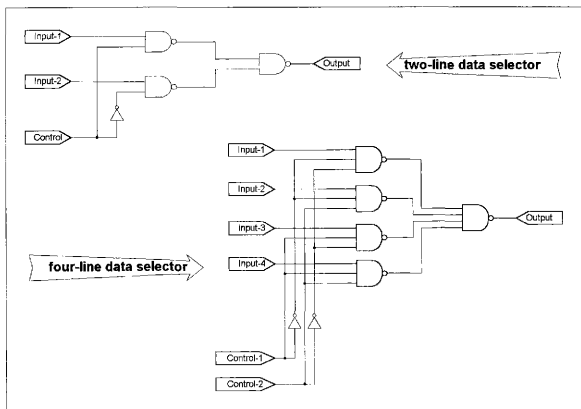 Input-1
Output
two-line data selector
Input-2
Control
Input-1
Input-2
Output
Input-3
four-line data selector
Input-4
Control-1
Control-2